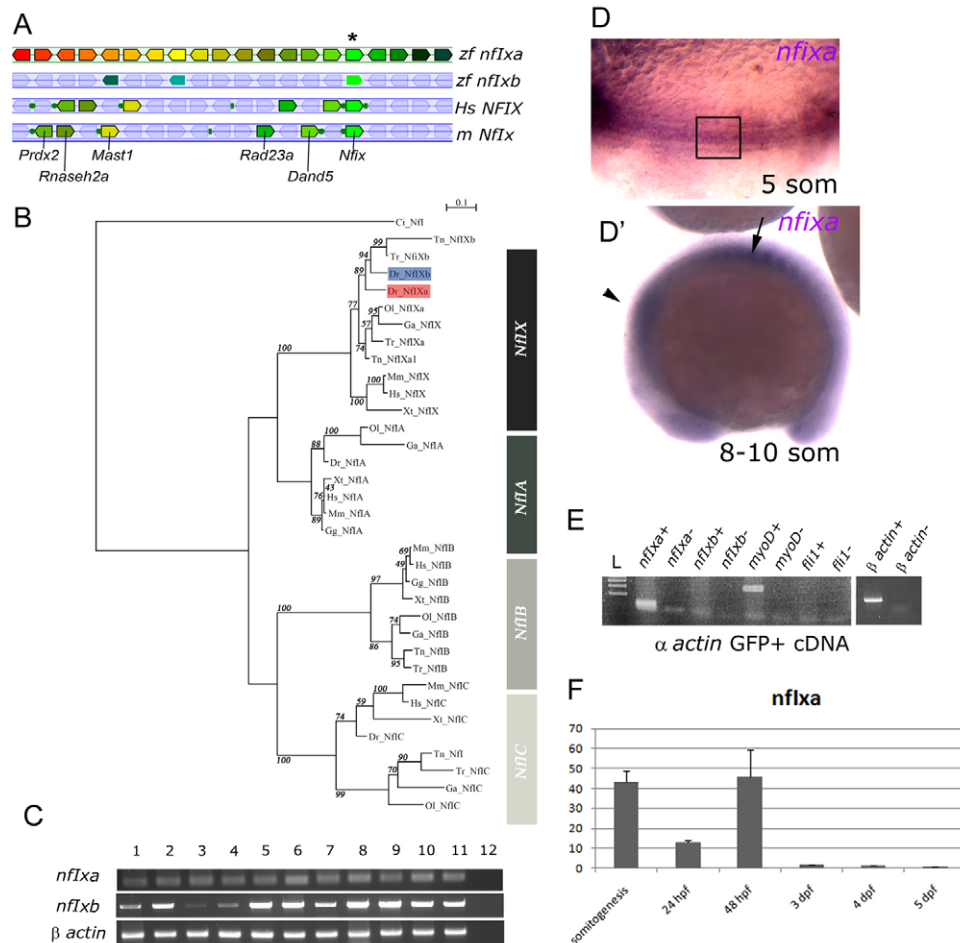 A
*
zf nfIxa
zf nfIxb
Hs NFIX
m NfIx
Prdx2
Mast1
Rad23a
Nfix
Rnaseh2a
Dand5
B
0.1
Ci_NfI
99
Tn_NfIXb
94
Tr_NfiXb
89
Dr_NfIXb
Dr_NfIXa
77
95
Ol_NfIXa
57
Ga_NfIX
Tr_NfIXa
74
Tn_NfIXa1
100
100
Mm_NfIX
Hs_NfIX
100
Xt_NfIX
NfIX
100
Ol_NfIA
88
Ga_NfIA
Dr_NfIA
Xt_NfIA
43
76
Hs_NfIA
Mm_NfIA
89
Gg_NfIA
NfIA
69
Mm_NfIB
49
Hs_NfIB
97
Gg_NfIB
Xt_NfIB
100
74
Ol_NfIB
Ga_NfIB
86
Tn_NfIB
95
Tr_NfIB
NfIB
100
Mm_NfIC
59
Hs_NfIC
74
Xt_NfIC
Dr_NfIC
100
90
Tn_NfI
70
Tr_NfIC
Ga_NfIC
99
Ol_NfIC
NfIC
C
1 2 3 4 5 6 7 8 9 10 11 12
nfIxa
nfIxb
β actin
D
nfixa
5 som
D'
nfixa
8-10 som
E
L
nfIxa+
nfIxa-
nfIxb+
nfIxb-
myoD+
myoD-
fli1+
fli1-
β actin+
β actin-
α actin GFP+ cDNA
F
nfIxa
70
60
50
40
30
20
10
0
somitogenesis
24 hpf
48 hpf
3 dpf
4 dpf
5 dpf